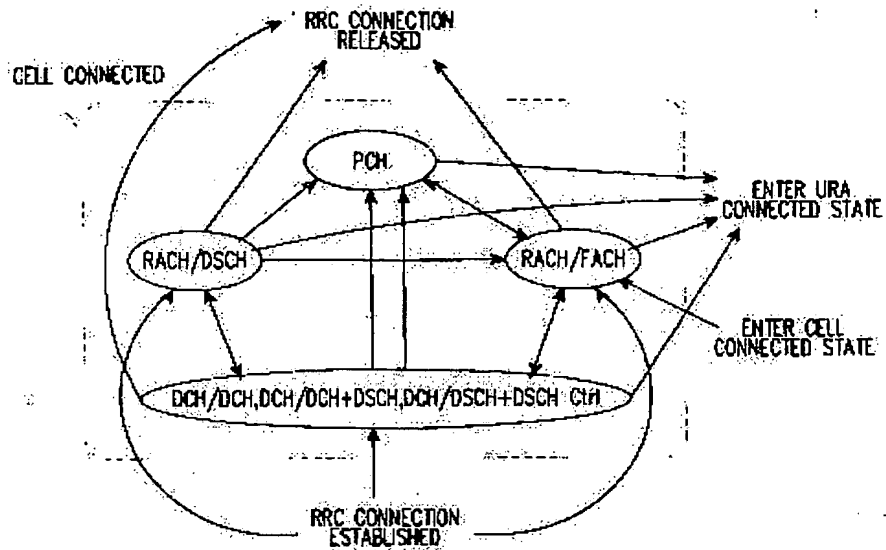 RRC CONNECTION
RELEASED
CELL CONNECTED
PCH
ENTER URA
CONNECTED STATE
RACH/DSCH
RACH/FACH
ENTER CELL
CONNECTED STATE
DCH/DCH,DCH/DCH+DSCH,DCH/DSCH+DSCH Ctrl
RRC CONNECTION
ESTABLISHED